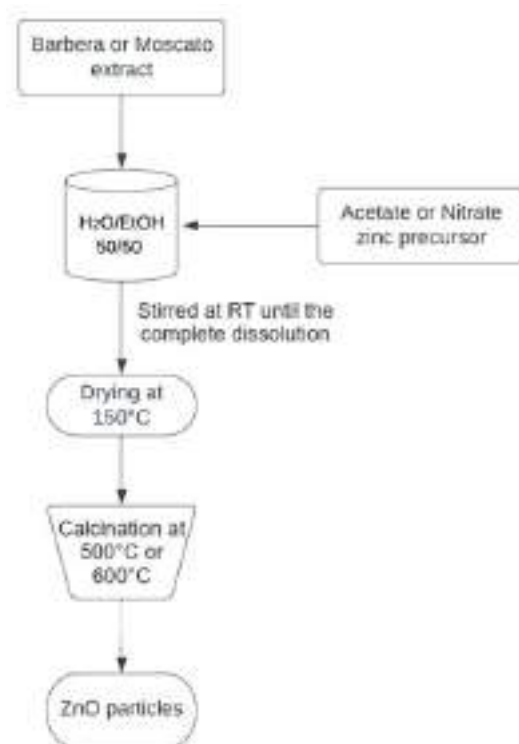 Barbera or Moscato
extract
H₂O/EtOH
50/50
Acetate or Nitrate
zinc precursor
Stirred at RT until the
complete dissolution
Drying at
150°C
Calcination at
500°C or
600°C
ZnO particles